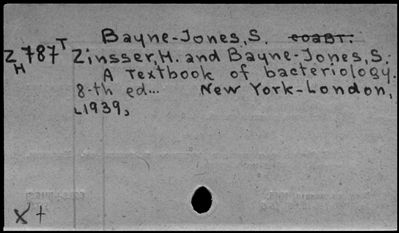 Bayne-Jones, S. соавт.
Z 787 T Zinsser, H. and Bayne-Jones, S.
H A Textbook of bacteriology.
8-th ed... New York-London,
1939,
X +